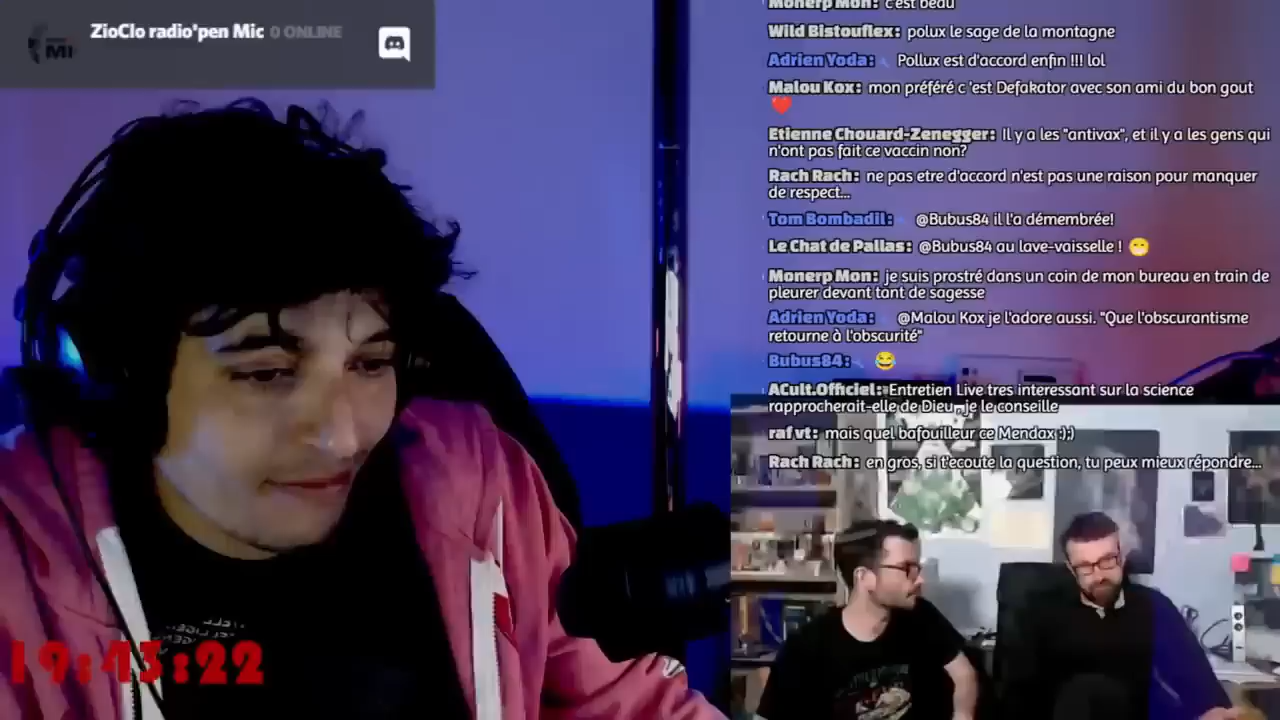 ZioClo radio'pen Mic 0 ONLINE
MI
Monerp Mon: c'est beau
Wild Bistouflex: polux le sage de la montagne
Adrien Yoda: Pollux est d'accord enfin !!! lol
Malou Kox: mon préféré c 'est Defakator avec son ami du bon gout
❤️
Etienne Chouard-Zenegger: Il y a les "antivax", et il y a les gens qui
n'ont pas fait ce vaccin non?
Rach Rach: ne pas etre d'accord n'est pas une raison pour manquer
de respect...
Tom Bombadil: @Bubus84 il l'a démembrée!
Le Chat de Pallas: @Bubus84 au lave-vaisselle ! 😁
Monerp Mon: je suis prostré dans un coin de mon bureau en train de
pleurer devant tant de sagesse
Adrien Yoda: @Malou Kox je l'adore aussi. "Que l'obscurantisme
retourne à l'obscurité"
Bubus84: 😂
ACult.Officiel: Entretien Live tres interessant sur la science
rapprocherait-elle de Dieu,, je le conseille
raf vt: mais quel bafouilleur ce Mendax :);)
Rach Rach: en gros, si t'ecoute la question, tu peux mieux répondre...
19:43:22